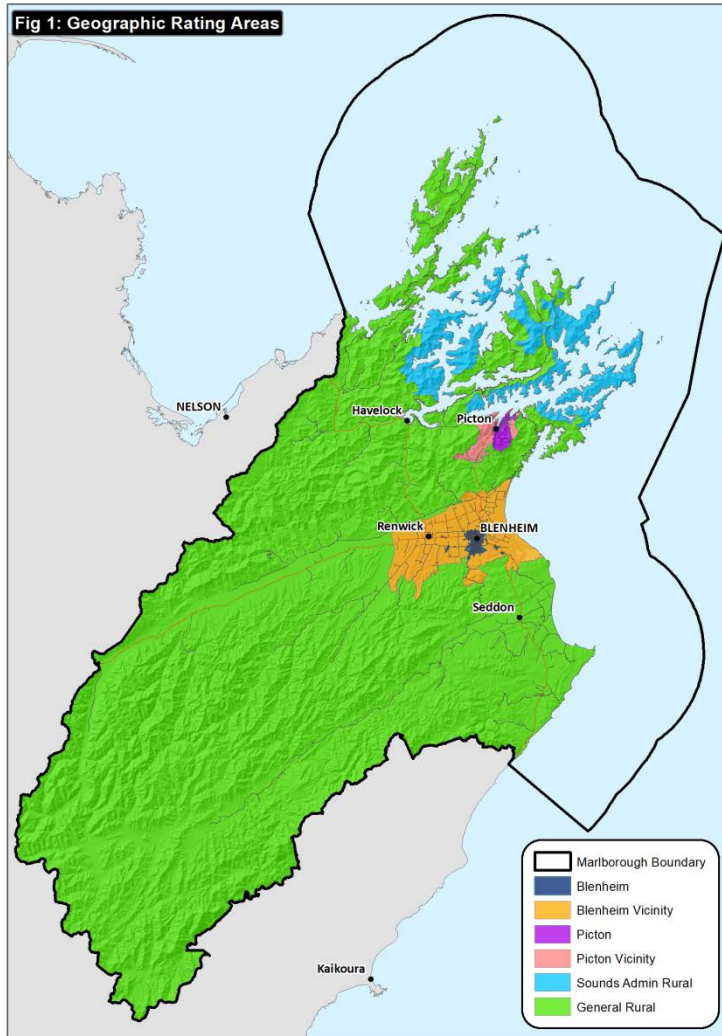 Fig 1: Geographic Rating Areas
NELSON
Havelock
Picton
Renwick
BLENHEIM
Seddon
Kaikoura
Marlborough Boundary
Blenheim
Blenheim Vicinity
Picton
Picton Vicinity
Sounds Admin Rural
General Rural